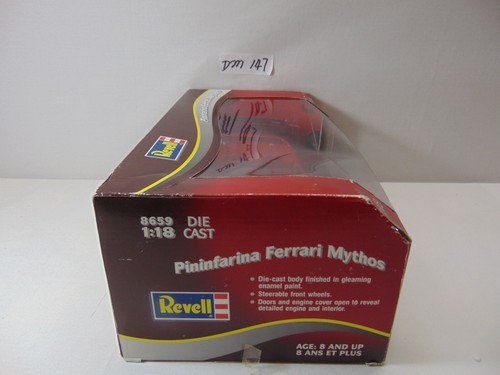 DM 147
Revell
DM 147
8659 DIE
1:18 CAST
Pininfarina Ferrari Mythos
• Die-cast body finished in gleaming
enamel paint.
• Steerable front wheels.
• Doors and engine cover open to reveal
detailed engine and interior.
Revell
AGE: 8 AND UP
8 ANS ET PLUS